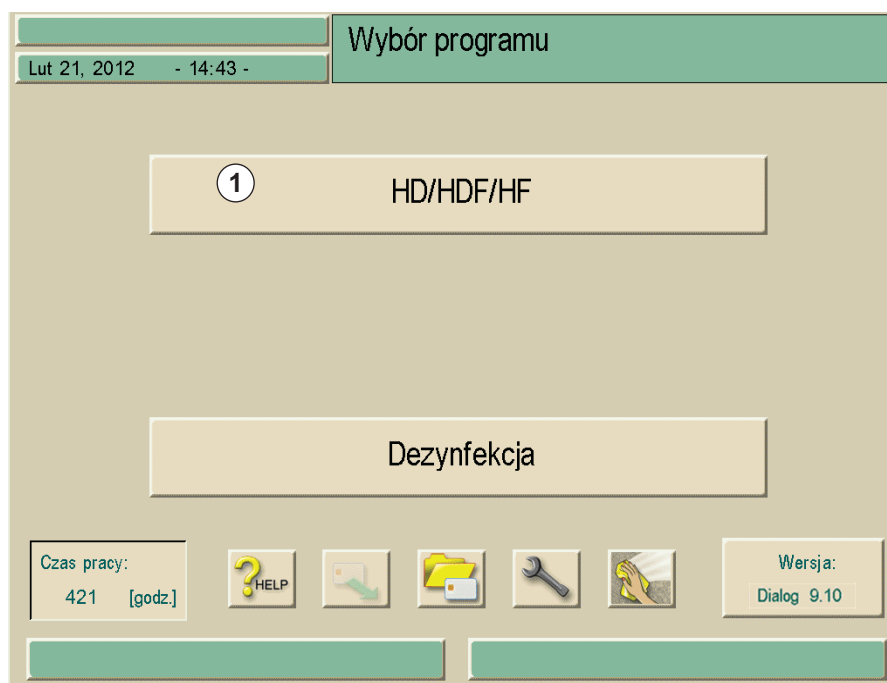 Wybór programu
Lut 21, 2012 - 14:43 -
1 HD/HDF/HF
Dezynfekcja
Czas pracy:
421 [godz.]
?HELP
Wersja:
Dialog 9.10